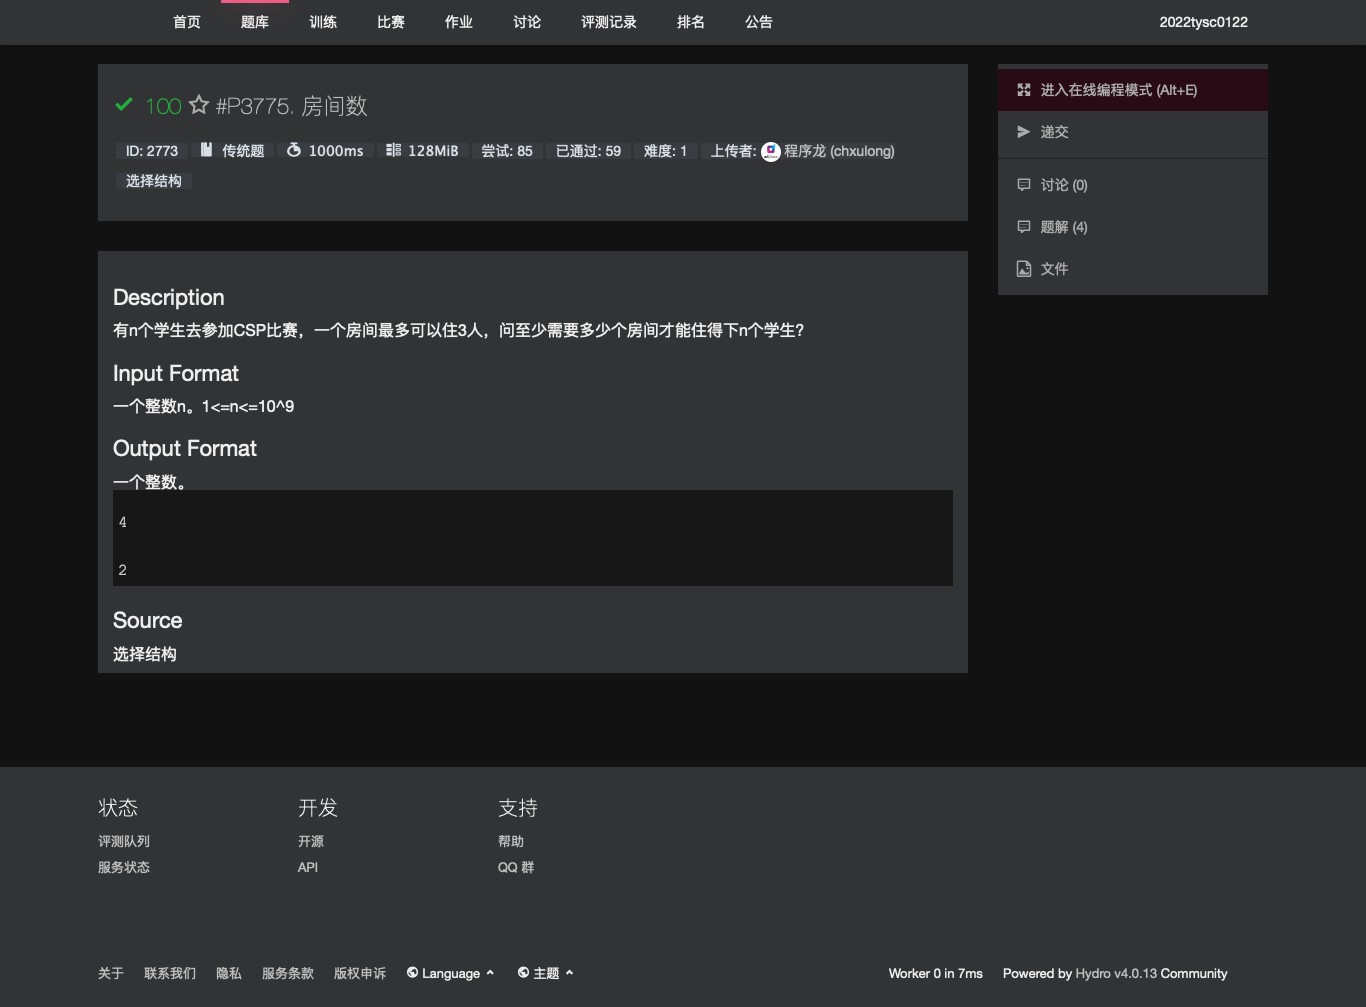 首页 题库 训练 比赛 作业 讨论 评测记录 排名 公告 2022tysc0122
100 #P3775. 房间数
ID: 2773 传统题 1000ms 128MiB 尝试: 85 已通过: 59 难度: 1 上传者: 程序龙 (chxulong)
选择结构
进入在线编程模式 (Alt+E)
递交
讨论 (0)
题解 (4)
文件
Description
有n个学生去参加CSP比赛，一个房间最多可以住3人，问至少需要多少个房间才能住得下n个学生?
Input Format
一个整数n。1<=n<=10^9
Output Format
一个整数。
4
2
Source
选择结构
状态 开发 支持
评测队列 开源 帮助
服务状态 API QQ 群
关于 联系我们 隐私 服务条款 版权申诉 Language 主题 Worker 0 in 7ms Powered by Hydro v4.0.13 Community